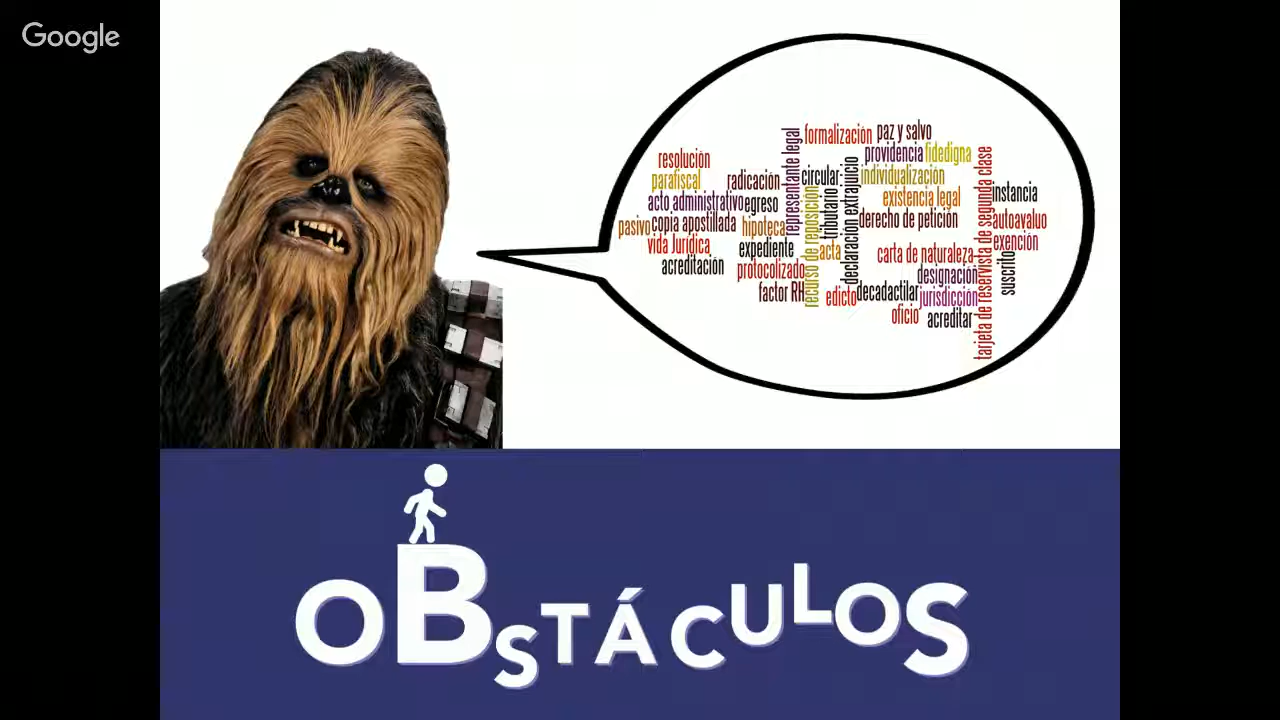 Google
formalización
paz y salvo
representante legal
resolución
providencia
fidedigna
parafiscal
radicación
circular
individualización
acto administrativo
egreso
existencia legal
instancia
pasivo
copia apostillada
hipoteca
recurso de reposición
tributario
declaración extrajuicio
derecho de petición
tarjeta de reservista de segunda clase
autoavaluo
vida Jurídica
expediente
acta
carta de naturaleza
exención
acreditación
protocolizado
designación
suscrito
factor RH
edicto
decadactilar
jurisdicción
oficio
acreditar
OBSTÁCULOS